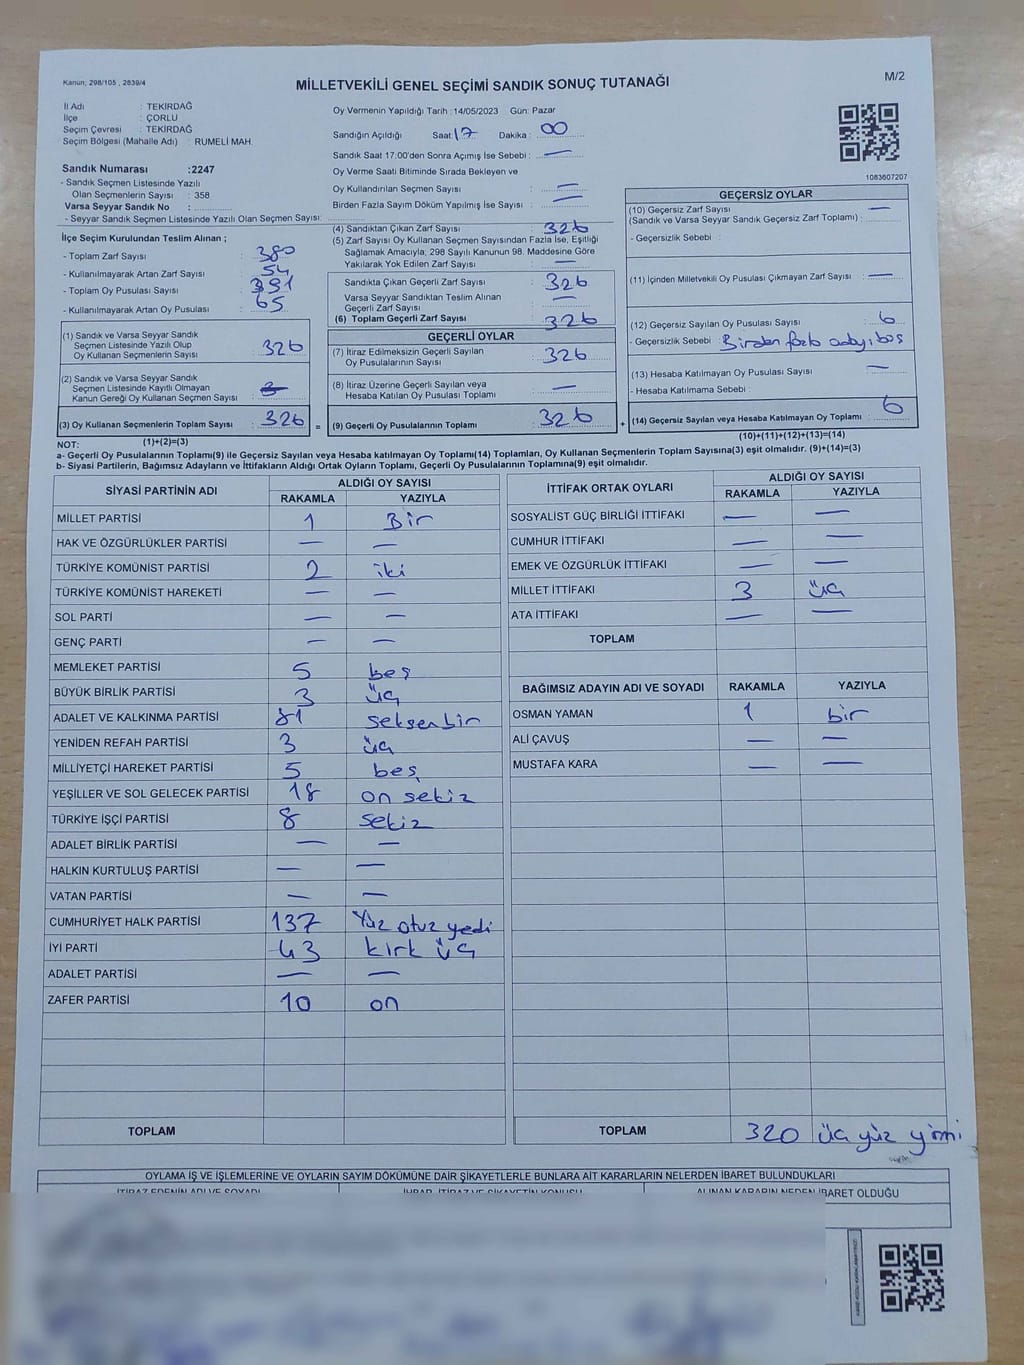 Kanun; 298/105 , 2839/4
MİLLETVEKİLİ GENEL SEÇİMİ SANDIK SONUÇ TUTANAĞI
M/2
İl Adı : TEKİRDAĞ
İlçe : ÇORLU
Seçim Çevresi : TEKİRDAĞ
Seçim Bölgesi (Mahalle Adı) : RUMELİ MAH.
Sandık Numarası :2247
- Sandık Seçmen Listesinde Yazılı
Olan Seçmenlerin Sayısı : 358
Varsa Seyyar Sandık No :
- Seyyar Sandık Seçmen Listesinde Yazılı Olan Seçmen Sayısı:
Oy Vermenin Yapıldığı Tarih : 14/05/2023 Gün: Pazar
Sandığın Açıldığı Saat: 17 Dakika : 00
Sandık Saat 17:00'den Sonra Açımış İse Sebebi : —
Oy Verme Saati Bitiminde Sırada Bekleyen ve
Oy Kullandırılan Seçmen Sayısı : —
Birden Fazla Sayım Döküm Yapılmış İse Sayısı : —
1083607207
İlçe Seçim Kurulundan Teslim Alınan ;
- Toplam Zarf Sayısı : 380
- Kullanılmayarak Artan Zarf Sayısı : 54
- Toplam Oy Pusulası Sayısı : 391
- Kullanılmayarak Artan Oy Pusulası : 65
(1) Sandık ve Varsa Seyyar Sandık
Seçmen Listesinde Yazılı Olup
Oy Kullanan Seçmenlerin Sayısı : 326
(2) Sandık ve Varsa Seyyar Sandık
Seçmen Listesinde Kayıtlı Olmayan
Kanun Gereği Oy Kullanan Seçmen Sayısı :
(3) Oy Kullanan Seçmenlerin Toplam Sayısı : 326
(4) Sandıktan Çıkan Zarf Sayısı : 326
(5) Zarf Sayısı Oy Kullanan Seçmen Sayısından Fazla İse, Eşitliği
Sağlamak Amacıyla, 298 Sayılı Kanunun 98. Maddesine Göre
Yakılarak Yok Edilen Zarf Sayısı : —
Sandıkta Çıkan Geçerli Zarf Sayısı : 326
Varsa Seyyar Sandıktan Teslim Alınan
Geçerli Zarf Sayısı : —
(6) Toplam Geçerli Zarf Sayısı : 326
GEÇERLİ OYLAR
(7) İtiraz Edilmeksizin Geçerli Sayılan
Oy Pusulalarının Sayısı : 326
(8) İtiraz Üzerine Geçerli Sayılan veya
Hesaba Katılan Oy Pusulası Toplamı : —
= (9) Geçerli Oy Pusulalarının Toplamı : 326
GEÇERSİZ OYLAR
(10) Geçersiz Zarf Sayısı : —
(Sandık ve Varsa Seyyar Sandık Geçersiz Zarf Toplamı) :
- Geçersizlik Sebebi :
(11) İçinden Milletvekili Oy Pusulası Çıkmayan Zarf Sayısı : —
(12) Geçersiz Sayılan Oy Pusulası Sayısı : 6
- Geçersizlik Sebebi : Birden fazla aday, boş
(13) Hesaba Katılmayan Oy Pusulası Sayısı : —
- Hesaba Katılmama Sebebi :
+ (14) Geçersiz Sayılan veya Hesaba Katılmayan Oy Toplamı : 6
NOT: (1)+(2)=(3)
(10)+(11)+(12)+(13)=(14)
a- Geçerli Oy Pusulalarının Toplamı(9) ile Geçersiz Sayılan veya Hesaba Katılmayan Oy Toplamı(14) Toplamları, Oy Kullanan Seçmenlerin Toplam Sayısına(3) eşit olmalıdır. (9)+(14)=(3)
b- Siyasi Partilerin, Bağımsız Adayların ve İttifakların Aldığı Ortak Oyların Toplamı, Geçerli Oy Pusulalarının Toplamına(9) eşit olmalıdır.
SİYASİ PARTİNİN ADI ALDIĞI OY SAYISI
RAKAMLA YAZIYLA
MİLLET PARTİSİ 1 Bir
HAK VE ÖZGÜRLÜKLER PARTİSİ — —
TÜRKİYE KOMÜNİST PARTİSİ 2 iki
TÜRKİYE KOMÜNİST HAREKETİ — —
SOL PARTİ — —
GENÇ PARTİ — —
MEMLEKET PARTİSİ 5 beş
BÜYÜK BİRLİK PARTİSİ 3 üç
ADALET VE KALKINMA PARTİSİ 81 seksen bir
YENİDEN REFAH PARTİSİ 3 üç
MİLLİYETÇİ HAREKET PARTİSİ 5 beş
YEŞİLLER VE SOL GELECEK PARTİSİ 18 on sekiz
TÜRKİYE İŞÇİ PARTİSİ 8 sekiz
ADALET BİRLİK PARTİSİ — —
HALKIN KURTULUŞ PARTİSİ — —
VATAN PARTİSİ — —
CUMHURİYET HALK PARTİSİ 137 Yüz otuz yedi
İYİ PARTİ 43 kırk üç
ADALET PARTİSİ — —
ZAFER PARTİSİ 10 on
TOPLAM
İTTİFAK ORTAK OYLARI ALDIĞI OY SAYISI
RAKAMLA YAZIYLA
SOSYALİST GÜÇ BİRLİĞİ İTTİFAKI — —
CUMHUR İTTİFAKI — —
EMEK VE ÖZGÜRLÜK İTTİFAKI — —
MİLLET İTTİFAKI 3 üç
ATA İTTİFAKI — —
TOPLAM
BAĞIMSIZ ADAYIN ADI VE SOYADI RAKAMLA YAZIYLA
OSMAN YAMAN 1 bir
ALİ ÇAVUŞ — —
MUSTAFA KARA — —
TOPLAM 320 üç yüz yirmi
OYLAMA İŞ VE İŞLEMLERİNE VE OYLARIN SAYIM DÖKÜMÜNE DAİR ŞİKAYETLERLE BUNLARA AİT KARARLARIN NELERDEN İBARET BULUNDUKLARI
İTİRAZ EDENİN ADI VE SOYADI İHBAR, İTİRAZ VE ŞİKAYETİN KONUSU ALINAN KARARIN NEDEN İBARET OLDUĞU